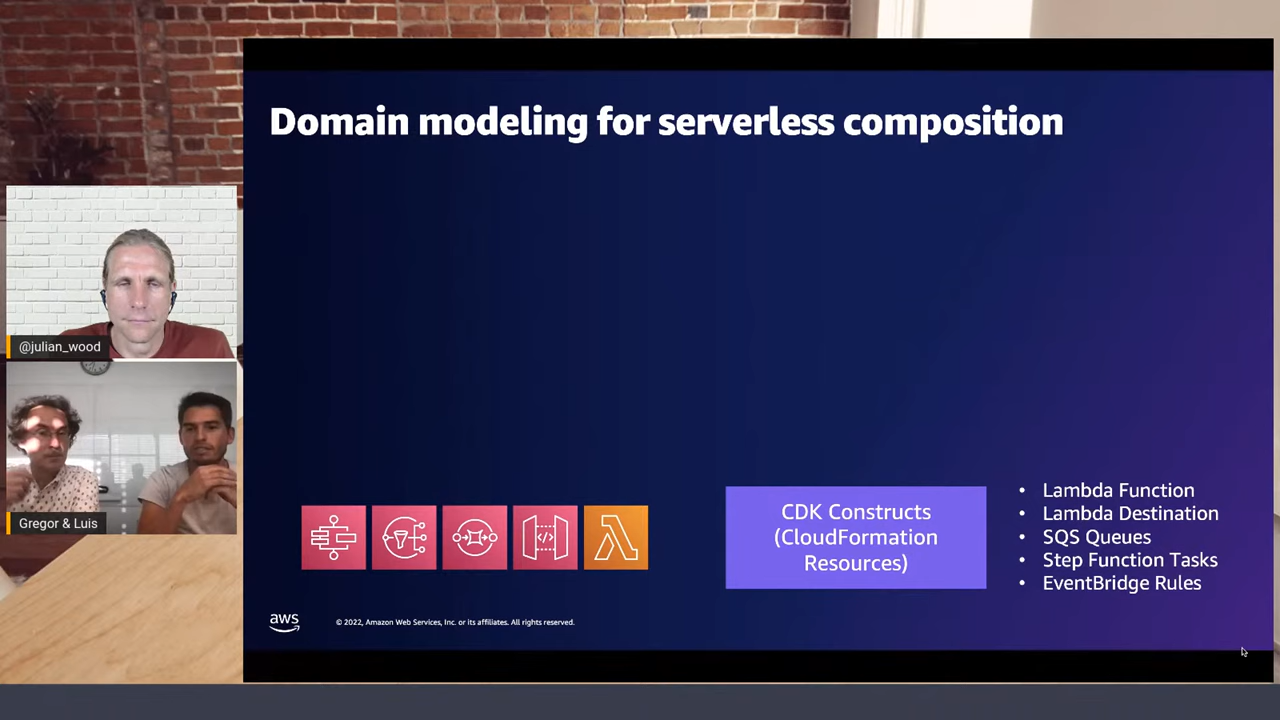 Domain modeling for serverless composition
@julian_wood
Gregor & Luis
CDK Constructs
(CloudFormation
Resources)
• Lambda Function
• Lambda Destination
• SQS Queues
• Step Function Tasks
• EventBridge Rules
aws
© 2022, Amazon Web Services, Inc. or its affiliates. All rights reserved.